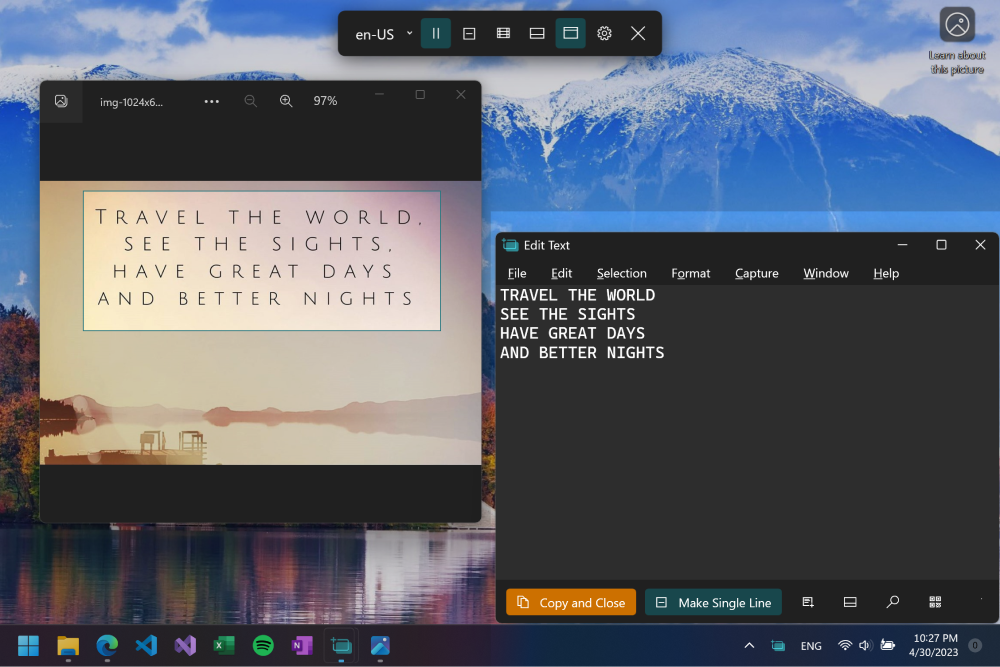 en-US
Learn about
this picture
img-1024x6...
97%
TRAVEL THE WORLD,
SEE THE SIGHTS,
HAVE GREAT DAYS
AND BETTER NIGHTS
Edit Text
File Edit Selection Format Capture Window Help
TRAVEL THE WORLD
SEE THE SIGHTS
HAVE GREAT DAYS
AND BETTER NIGHTS
Copy and Close Make Single Line
ENG
10:27 PM
4/30/2023